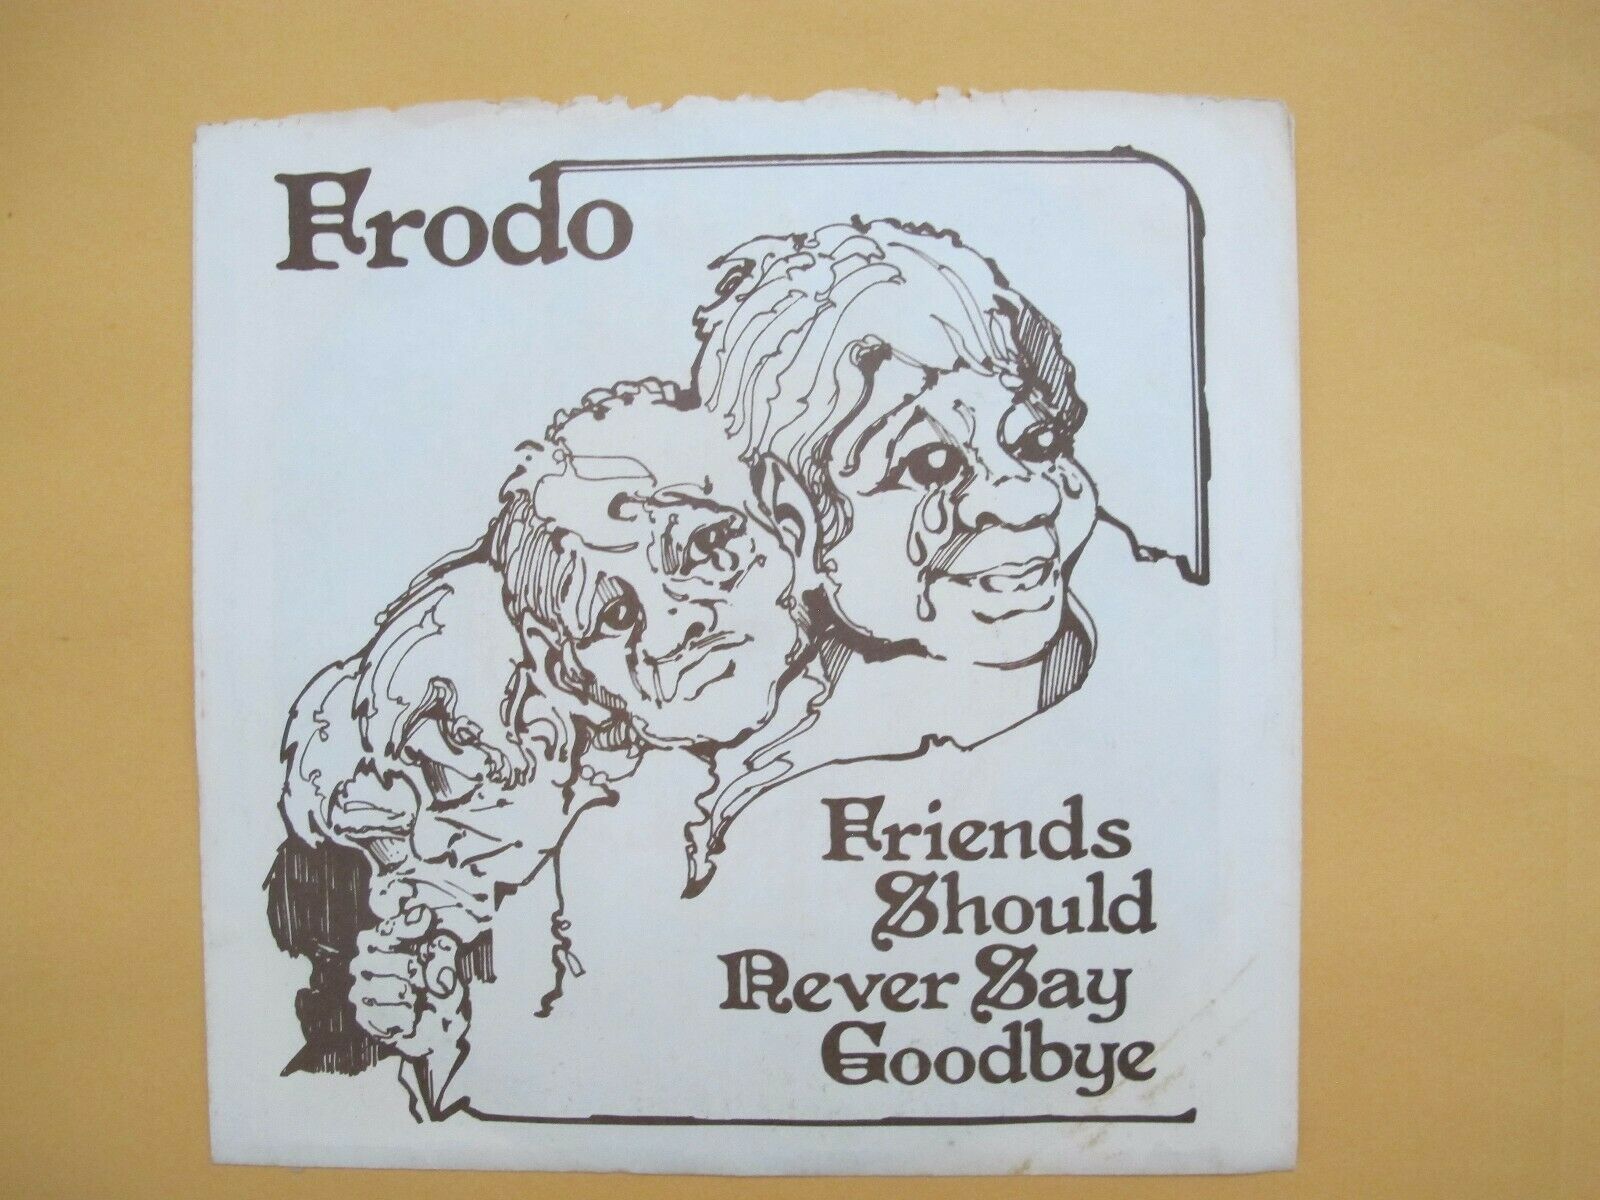 Frodo
Friends
Should
Never Say
Goodbye